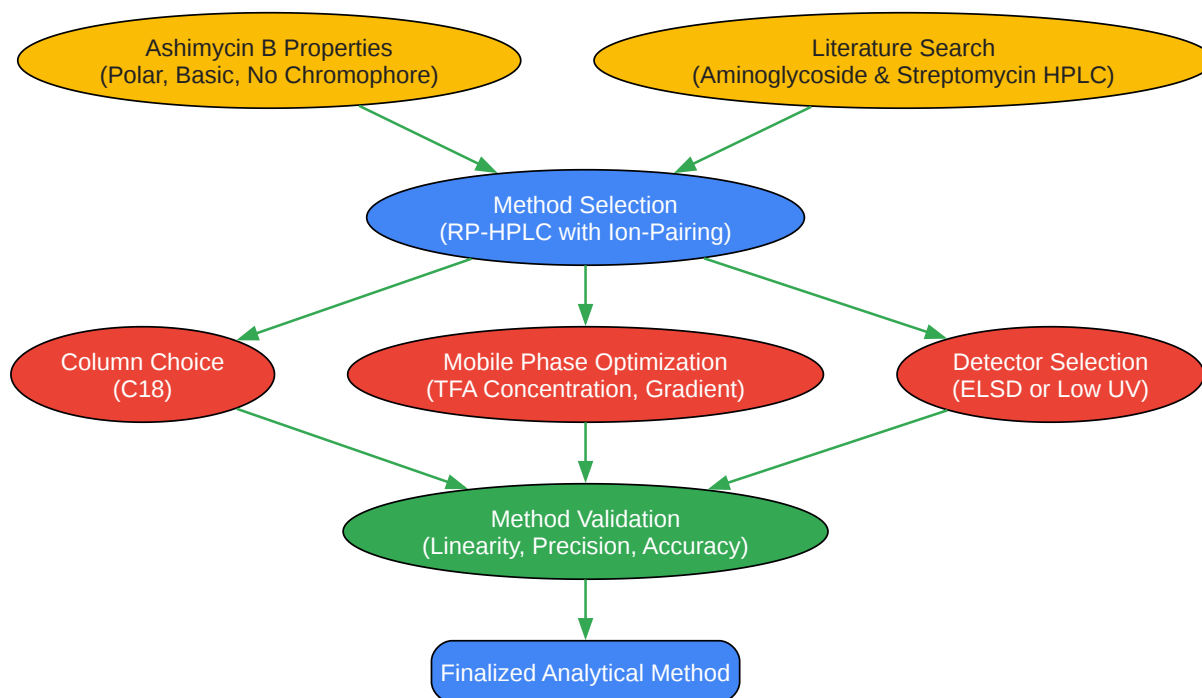 Ashimycin B Properties
(Polar, Basic, No Chromophore)
Literature Search
(Aminoglycoside & Streptomycin HPLC)
Method Selection
(RP-HPLC with Ion-Pairing)
Column Choice
(C18)
Mobile Phase Optimization
(TFA Concentration, Gradient)
Detector Selection
(ELSD or Low UV)
Method Validation
(Linearity, Precision, Accuracy)
Finalized Analytical Method